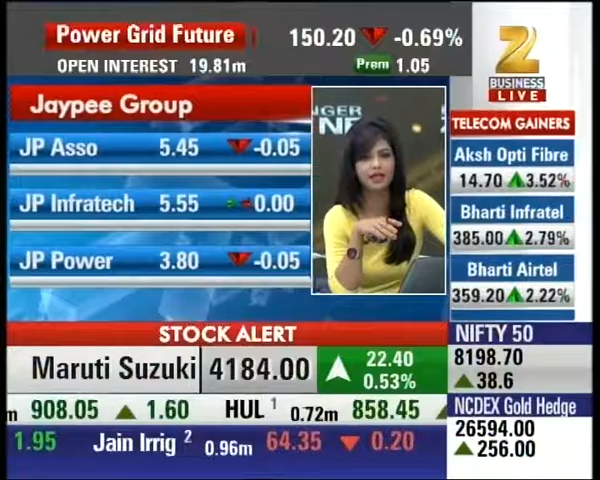 Power Grid Future 150.20 -0.69%
OPEN INTEREST 19.81m Prem 1.05
Z
BUSINESS
LIVE
Jaypee Group
JP Asso 5.45 -0.05
JP Infratech 5.55 0.00
JP Power 3.80 -0.05
NGER
NE
TELECOM GAINERS
Aksh Opti Fibre
14.70 3.52%
Bharti Infratel
385.00 2.79%
Bharti Airtel
359.20 2.22%
STOCK ALERT
Maruti Suzuki 4184.00 22.40
0.53%
NIFTY 50
8198.70
38.6
m 908.05 1.60 HUL 1 0.72m 858.45
NCDEX Gold Hedge
26594.00
256.00
1.95 Jain Irrig 2 0.96m 64.35 0.20